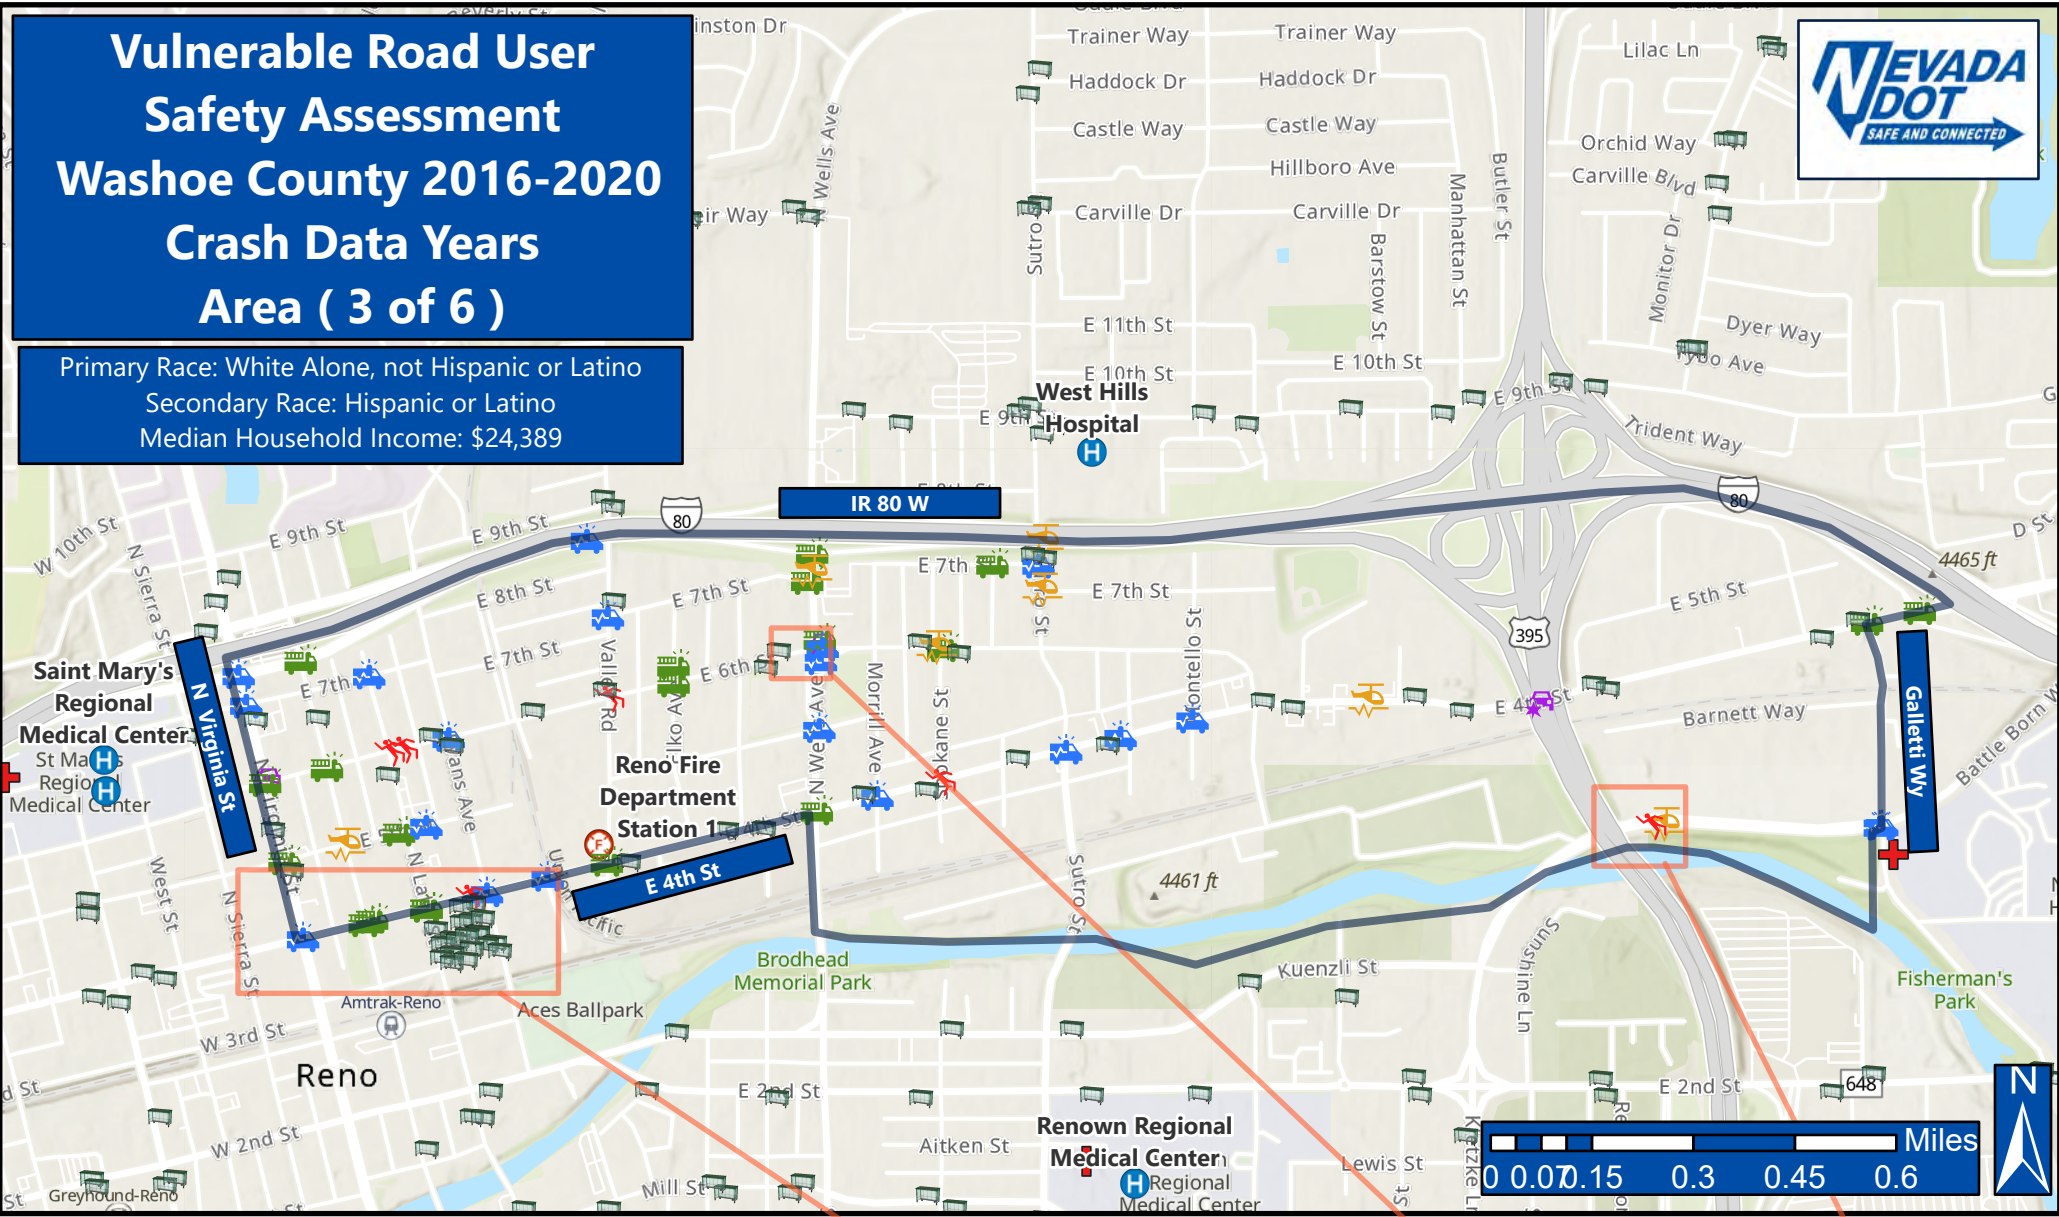 Vulnerable Road User
Safety Assessment
Washoe County 2016-2020
Crash Data Years
Area ( 3 of 6 )
Primary Race: White Alone, not Hispanic or Latino
Secondary Race: Hispanic or Latino
Median Household Income: $24,389
NEVADA
DOT
SAFE AND CONNECTED
Trainer Way
Trainer Way
Lilac Ln
Haddock Dr
Haddock Dr
Castle Way
Castle Way
Orchid Way
Hillboro Ave
Carville Blvd
Carville Dr
Carville Dr
N Wells Ave
Sutro
Manhattan St
Butler St
Barstow St
Monitor Dr
E 11th St
Dyer Way
E 10th St
E 10th St
West Hills
Hospital
H
E 9th St
Trident Way
IR 80 W
80
80
W 10th St
N Sierra St
E 9th St
E 9th St
D St
4465 ft
E 8th St
E 7th St
E 7th
E 7th St
E 5th St
395
E 7th St
E 7th
E 6th
Valley Rd
Morrill Ave
Saint Mary's
Regional
Medical Center
H
H
Medical Center
N Virginia St
Galletti Wy
Barnett Way
Battle Born W
Reno Fire
Department
Station 1
F
E 4th St
West St
N Sierra St
Sutro St
4461 ft
Brodhead
Memorial Park
Kuenzli St
Sunshine Ln
Fisherman's
Park
Amtrak-Reno
Aces Ballpark
W 3rd St
Reno
E 2nd St
E 2nd St
648
W 2nd St
Aitken St
Renown Regional
Medical Center
H
Regional
Medical Center
Lewis St
Mill St
Greyhound-Reno
Miles
0 0.07 0.15 0.3 0.45 0.6
N